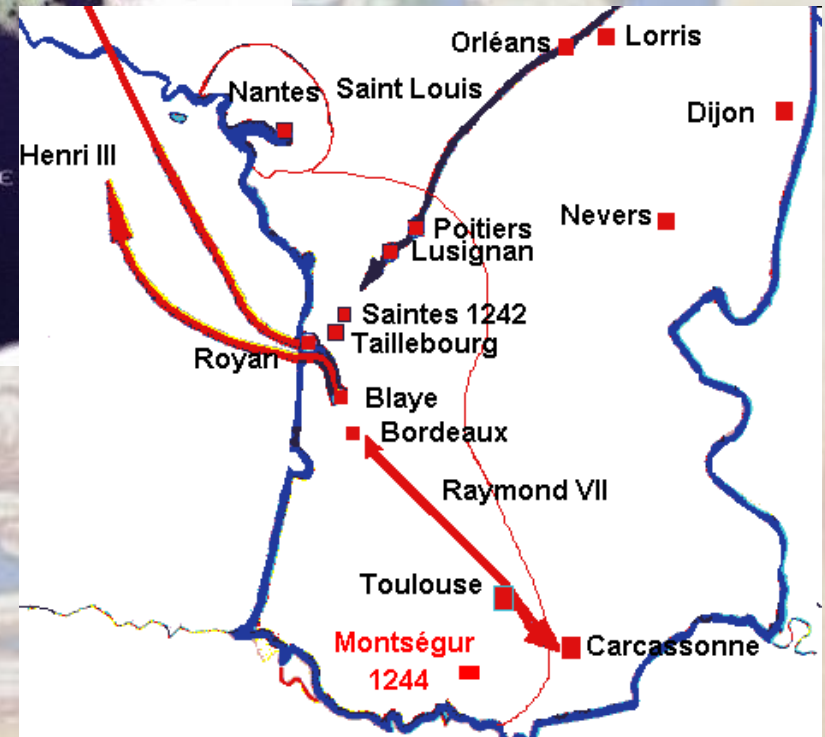 Orléans
Lorris
Nantes
Saint Louis
Dijon
Henri III
Poitiers
Nevers
Lusignan
Saintes 1242
Taillebourg
Royan
Blaye
Bordeaux
Raymond VII
Toulouse
Montségur
1244
Carcassonne